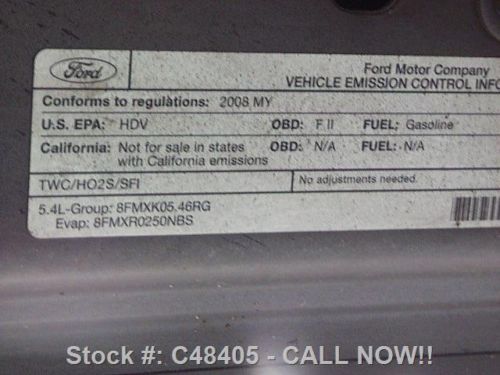 Ford
Ford Motor Company
VEHICLE EMISSION CONTROL
Conforms to regulations: 2008 MY
U.S. EPA: HDV OBD: F II FUEL: Gasoline
California: Not for sale in states with California emissions OBD: N/A FUEL: N/A
TWC/HO2S/SFI No adjustments needed.
5.4L-Group: 8FMXK05.46RG
Evap: 8FMXR0250NBS
Stock #: C48405 - CALL NOW!!